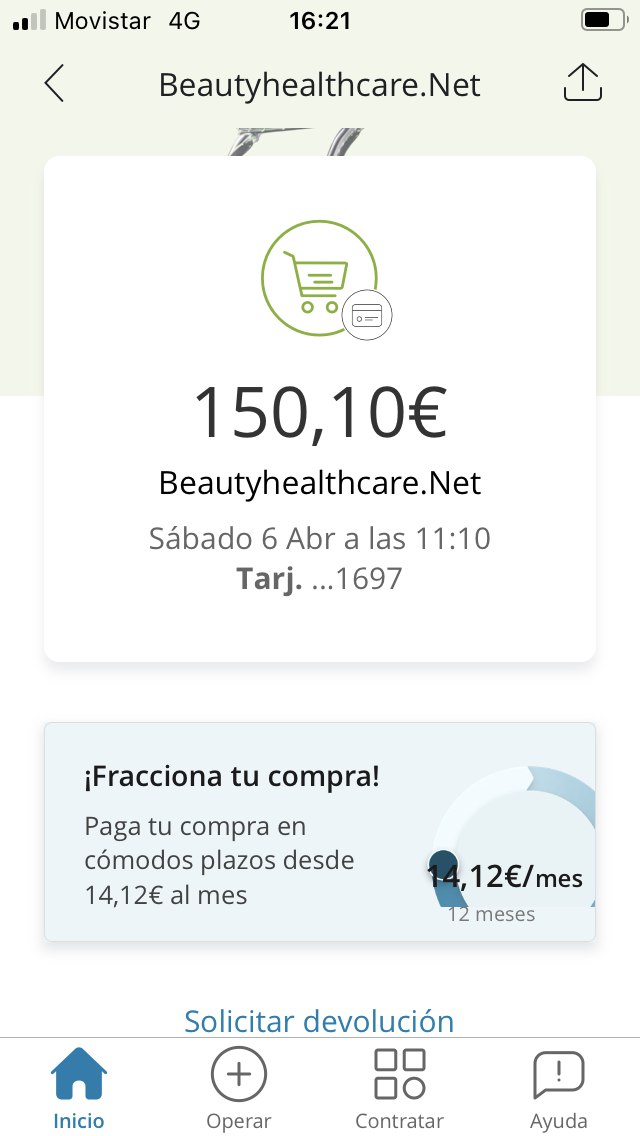 Movistar 4G 16:21
Beautyhealthcare.Net
150,10€
Beautyhealthcare.Net
Sábado 6 Abr a las 11:10
Tarj. ...1697
¡Fracciona tu compra!
Paga tu compra en
cómodos plazos desde
14,12€ al mes
14,12€/mes
12 meses
Solicitar devolución
Inicio Operar Contratar Ayuda